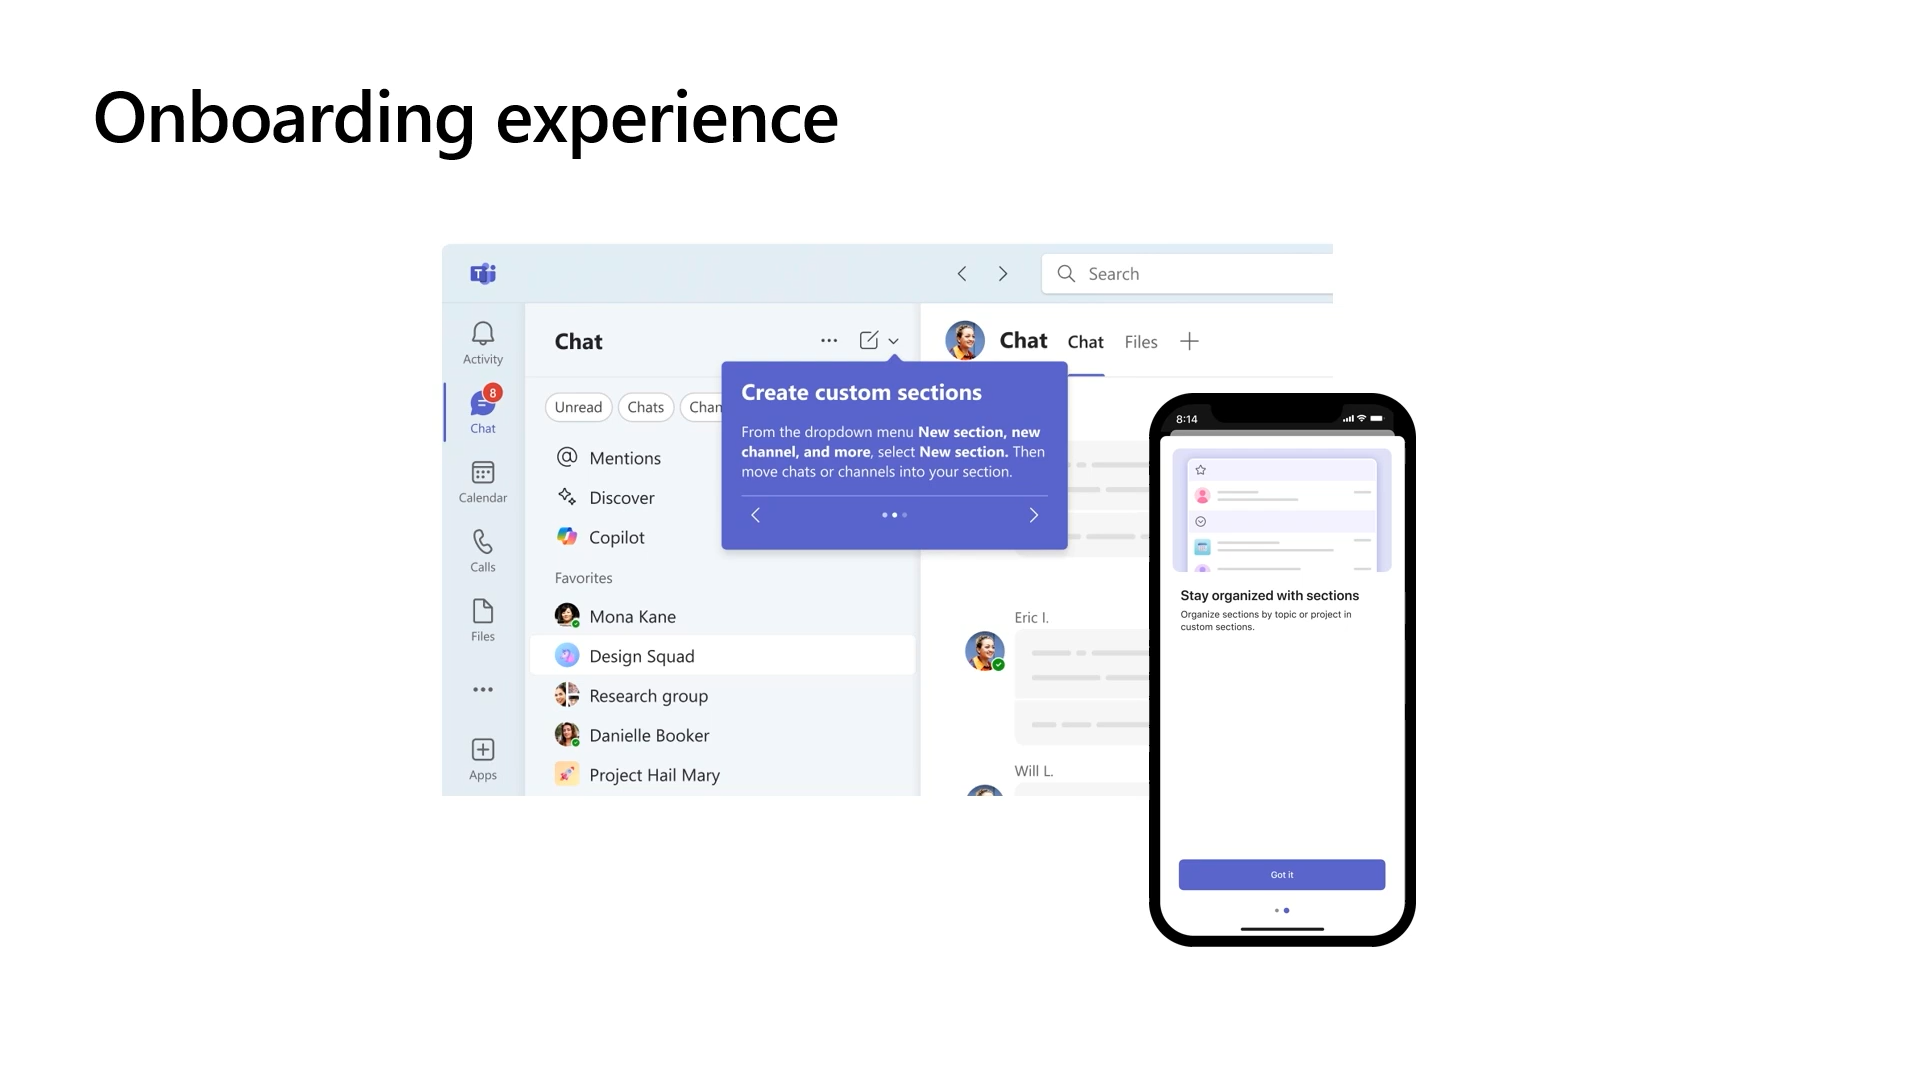 Onboarding experience
Search
Activity
8
Chat
Calendar
Calls
Files
Apps
Chat
Unread
Chats
Chan
Mentions
Discover
Copilot
Favorites
Mona Kane
Design Squad
Research group
Danielle Booker
Project Hail Mary
Create custom sections
From the dropdown menu New section, new
channel, and more, select New section. Then
move chats or channels into your section.
Chat Chat Files
Eric I.
Will L.
8:14
Stay organized with sections
Organize sections by topic or project in
custom sections.
Got it